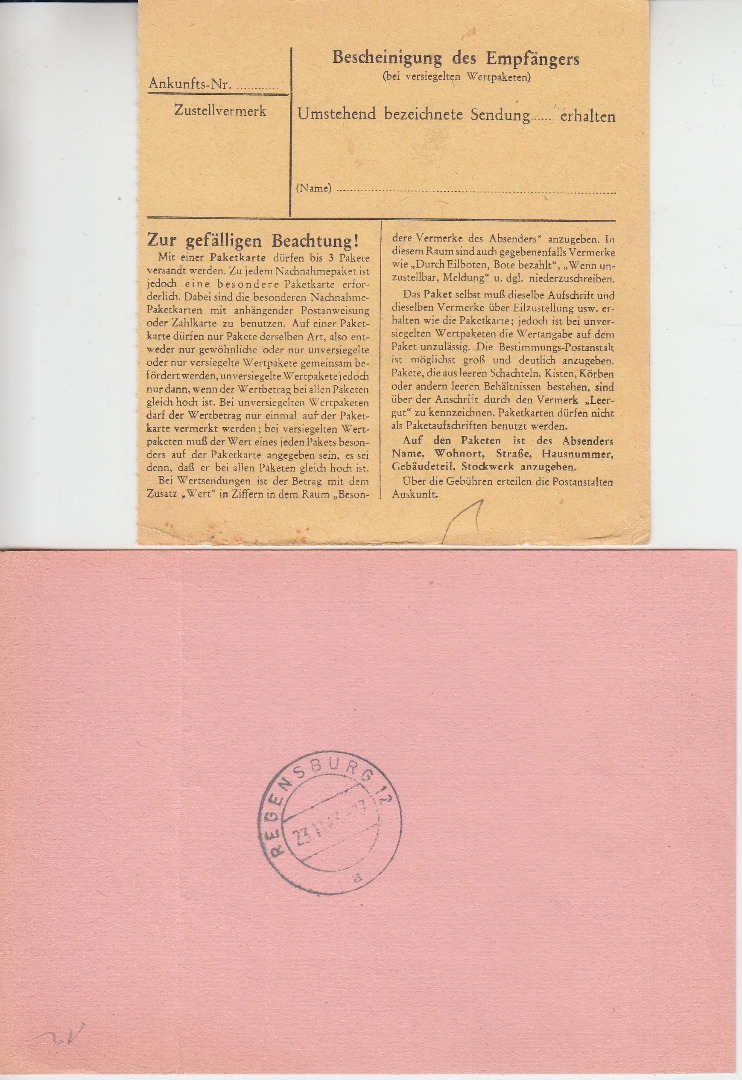 Bescheinigung des Empfängers
(bei versiegelten Wertpaketen)
Ankunfts-Nr. ............
Zustellvermerk
Umstehend bezeichnete Sendung...... erhalten
(Name) ......................................................
Zur gefälligen Beachtung!
Mit einer Paketkarte dürfen bis 3 Pakete
versandt werden. Zu jedem Nachnahmepaket ist
jedoch eine besondere Paketkarte erfor-
derlich. Dabei sind die besonderen Nachnahme-
Paketkarten mit anhängender Postanweisung
oder Zahlkarte zu benutzen. Auf einer Paket-
karte dürfen nur Pakete derselben Art, also ent-
weder nur gewöhnliche oder nur unversiegelte
oder nur versiegelte Wertpakete gemeinsam be-
fördert werden, unversiegelte Wertpakete jedoch
nur dann, wenn der Wertbetrag bei allen Paketen
gleich hoch ist. Bei unversiegelten Wertpaketen
darf der Wertbetrag nur einmal auf der Paket-
karte vermerkt werden; bei versiegelten Wert-
paketen muß der Wert eines jeden Pakets beson-
ders auf der Paketkarte angegeben sein, es sei
denn, daß er bei allen Paketen gleich hoch ist.
Bei Wertsendungen ist der Betrag mit dem
Zusatz „Wert" in Ziffern in dem Raum „Beson-
dere Vermerke des Absenders" anzugeben. In
diesem Raum sind auch gegebenenfalls Vermerke
wie „Durch Eilboten, Bote bezahlt", „Wenn un-
zustellbar, Meldung" u. dgl. niederzuschreiben.
Das Paket selbst muß dieselbe Aufschrift und
dieselben Vermerke über Eilzustellung usw. er-
halten wie die Paketkarte; jedoch ist bei unver-
siegelten Wertpaketen die Wertangabe auf dem
Paket unzulässig. Die Bestimmungs-Postanstalt
ist möglichst groß und deutlich anzugeben.
Pakete, die aus leeren Schachteln, Kisten, Körben
oder andern leeren Behältnissen bestehen, sind
über der Anschrift durch den Vermerk „Leer-
gut" zu kennzeichnen. Paketkarten dürfen nicht
als Paketaufschriften benutzt werden.
Auf den Paketen ist des Absenders
Name, Wohnort, Straße, Hausnummer,
Gebäudeteil, Stockwerk anzugeben.
Über die Gebühren erteilen die Postanstalten
Auskunft.
REGENSBURG 12
a